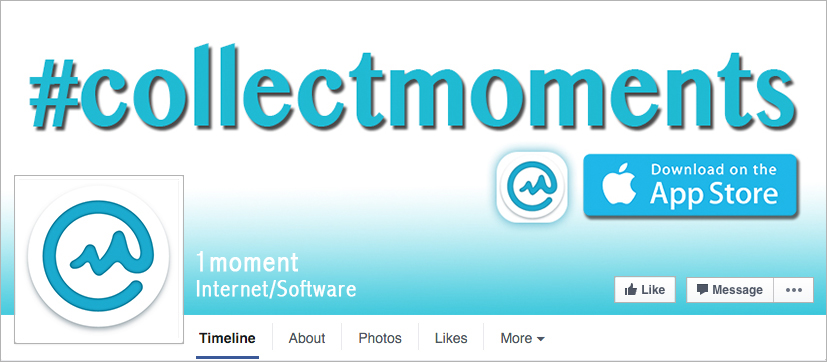 #collectmoments
Download on the
App Store
1moment
Internet/Software
Like
Message
Timeline
About
Photos
Likes
More